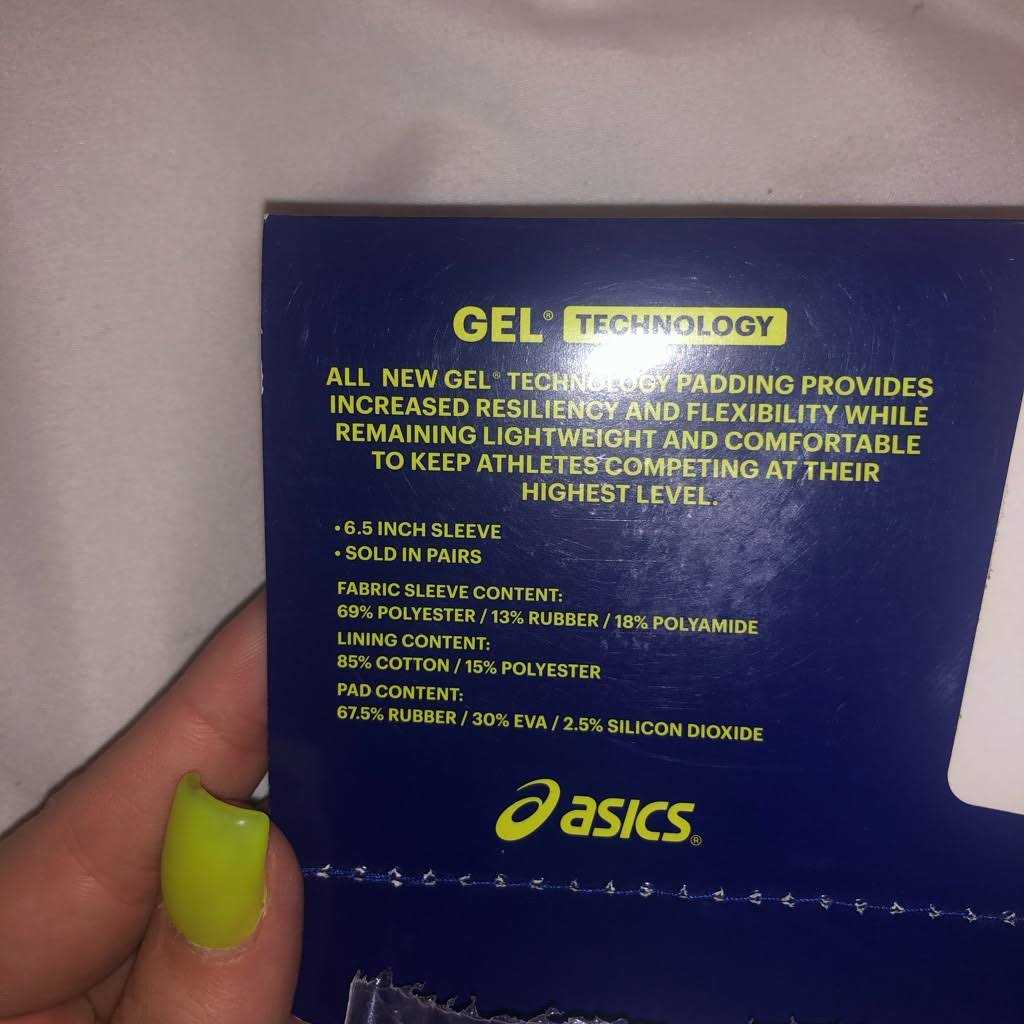 GEL® TECHNOLOGY
ALL NEW GEL® TECHNOLOGY PADDING PROVIDES
INCREASED RESILIENCY AND FLEXIBILITY WHILE
REMAINING LIGHTWEIGHT AND COMFORTABLE
TO KEEP ATHLETES COMPETING AT THEIR
HIGHEST LEVEL.
• 6.5 INCH SLEEVE
• SOLD IN PAIRS
FABRIC SLEEVE CONTENT:
69% POLYESTER / 13% RUBBER / 18% POLYAMIDE
LINING CONTENT:
85% COTTON / 15% POLYESTER
PAD CONTENT:
67.5% RUBBER / 30% EVA / 2.5% SILICON DIOXIDE
asics®